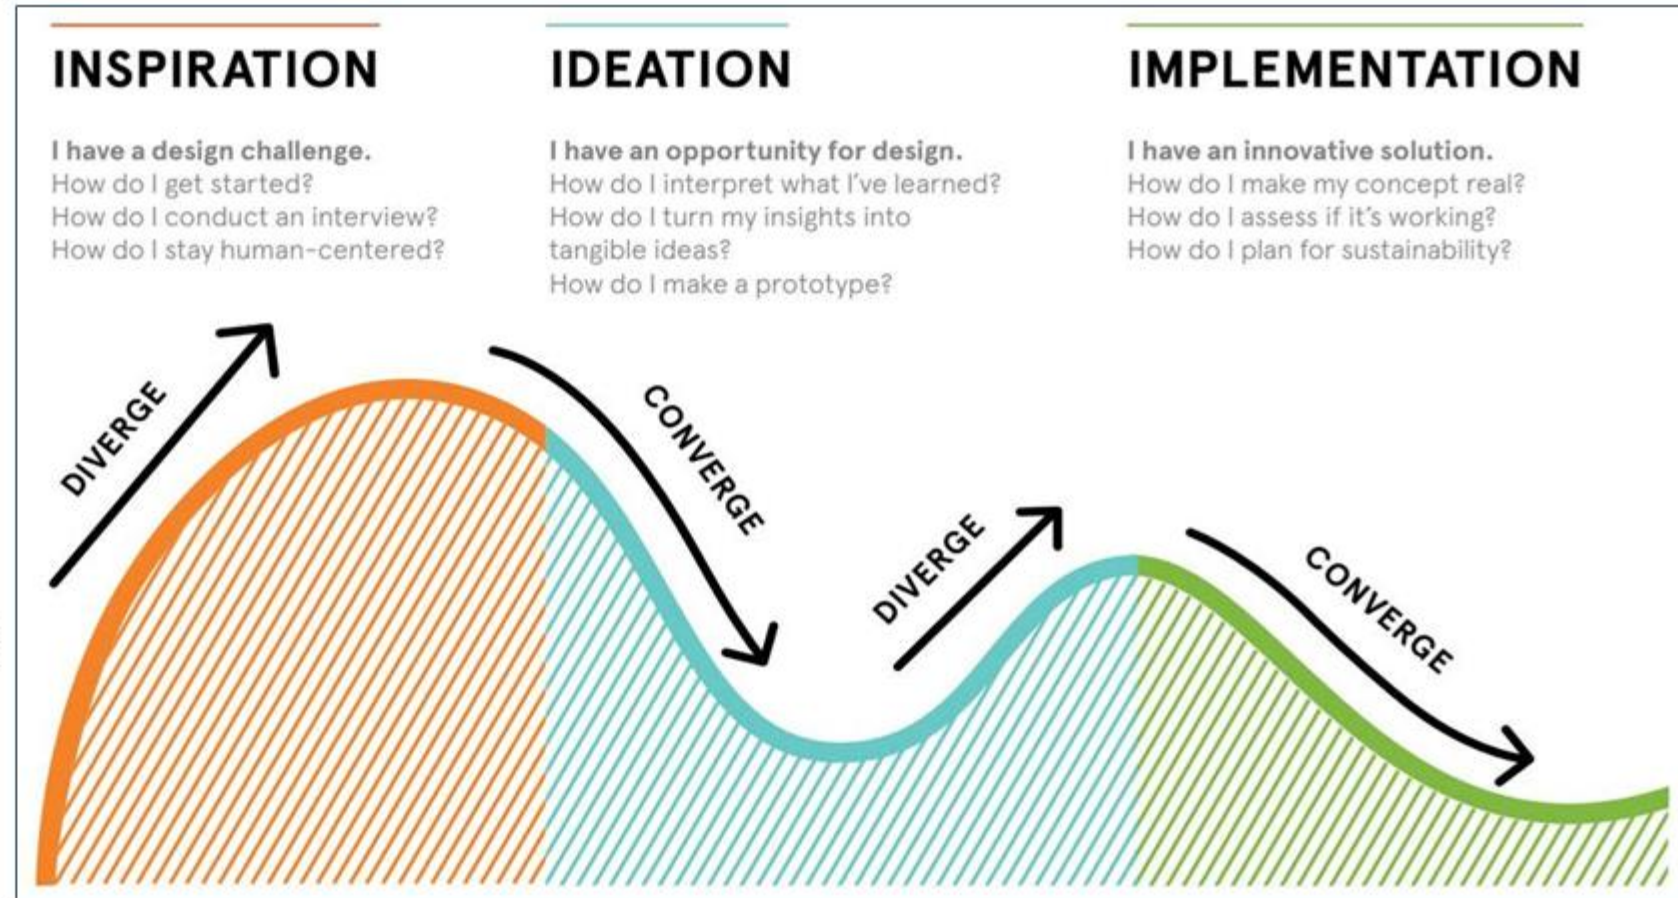 INSPIRATION
I have a design challenge.
How do I get started?
How do I conduct an interview?
How do I stay human-centered?
IDEATION
I have an opportunity for design.
How do I interpret what I've learned?
How do I turn my insights into
tangible ideas?
How do I make a prototype?
IMPLEMENTATION
I have an innovative solution.
How do I make my concept real?
How do I assess if it's working?
How do I plan for sustainability?
DIVERGE
CONVERGE
DIVERGE
CONVERGE